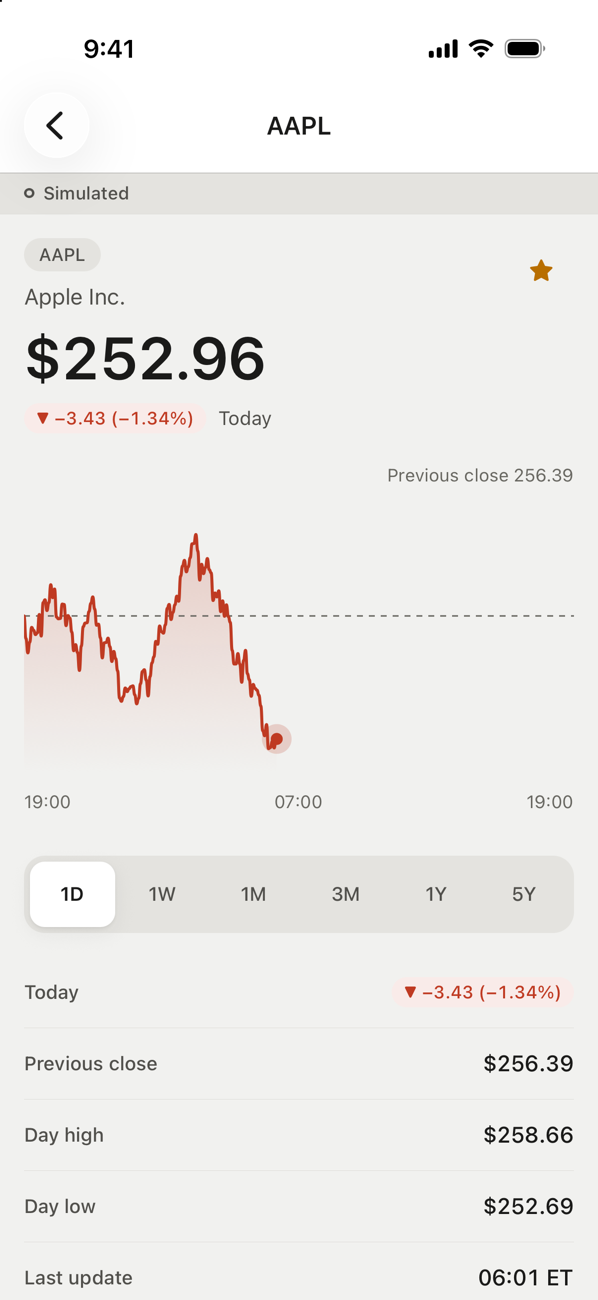 9:41
AAPL
Simulated
AAPL
Apple Inc.
$252.96
▼ −3.43 (−1.34%) Today
Previous close 256.39
19:00 07:00 19:00
1D 1W 1M 3M 1Y 5Y
Today ▼ −3.43 (−1.34%)
Previous close $256.39
Day high $258.66
Day low $252.69
Last update 06:01 ET